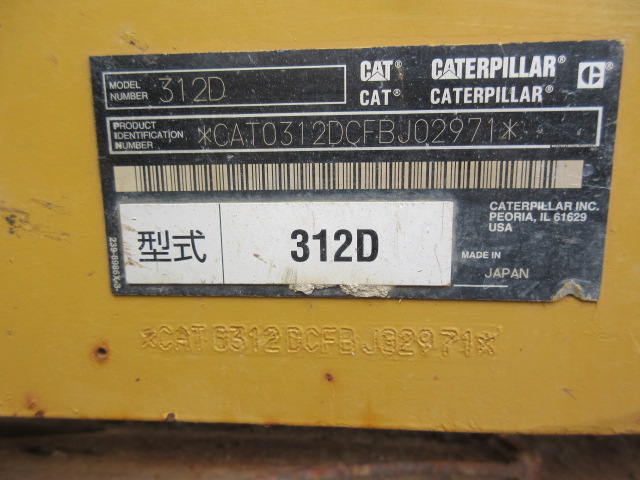 MODEL NUMBER 312D
CAT® CATERPILLAR®
CAT® CATERPILLAR®
PRODUCT IDENTIFICATION NUMBER *CAT0312DCFBJ02971*
CATERPILLAR INC.
PEORIA, IL 61629
USA
型式 312D
MADE IN
JAPAN
*CAT0312DCFBJ02971*